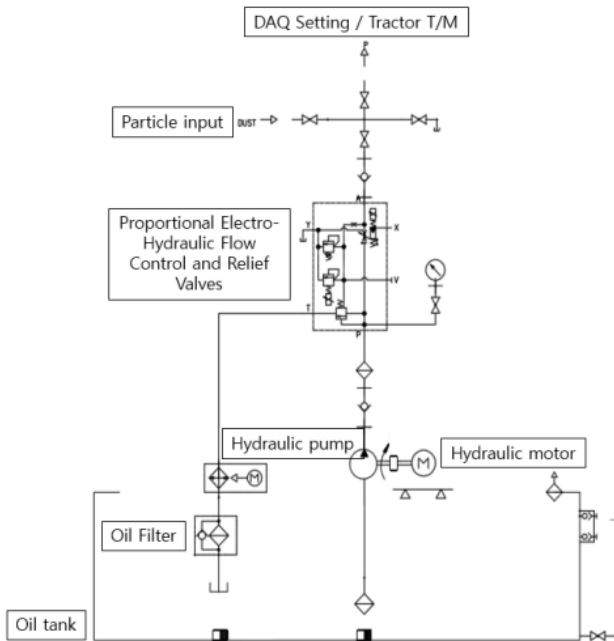 DAQ Setting / Tractor T/M
P
Particle input
DUST
A
Proportional Electro-
Hydraulic Flow
Control and Relief
Valves
Y
X
V
T
P
Hydraulic pump
M
Hydraulic motor
M
Oil Filter
Oil tank